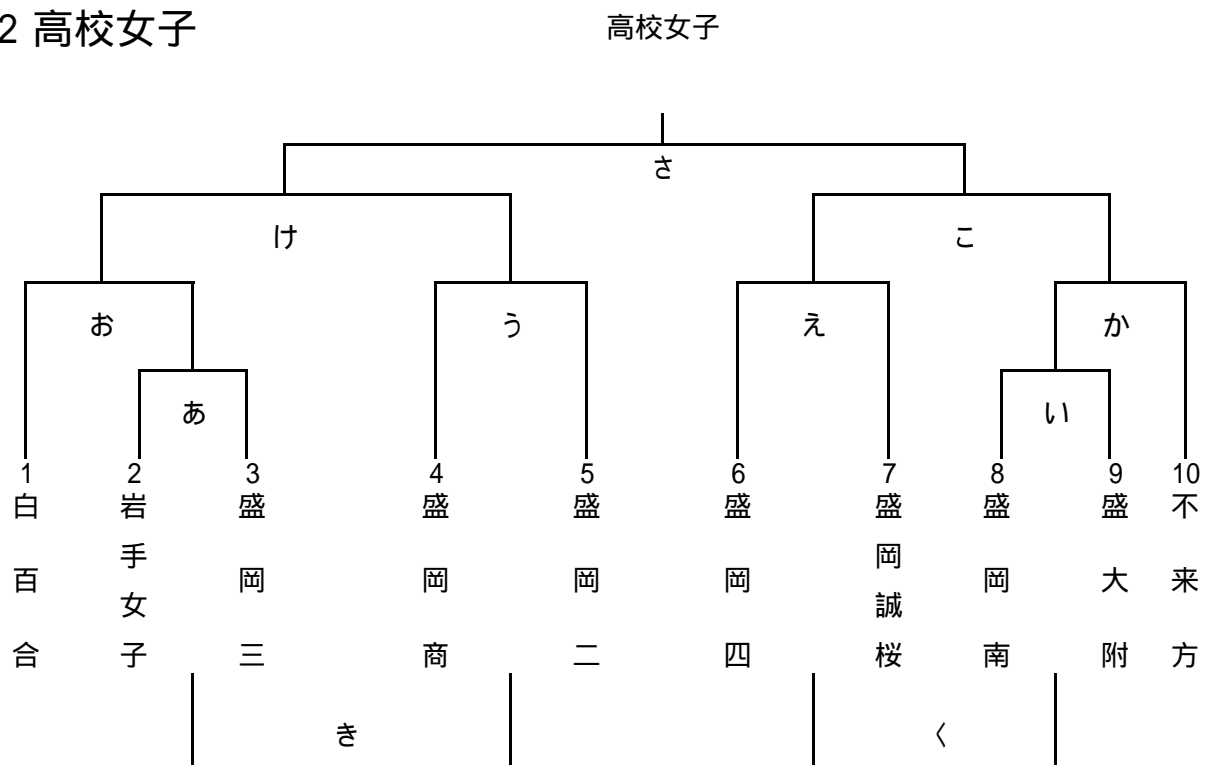 2 高校女子
高校女子
さ
け
こ
お
う
え
か
あ
い
1 白百合
2 岩手女子
3 盛岡三
4 盛岡商
5 盛岡二
6 盛岡四
7 盛岡誠桜
8 盛岡南
9 盛大附
10 不来方
き
く